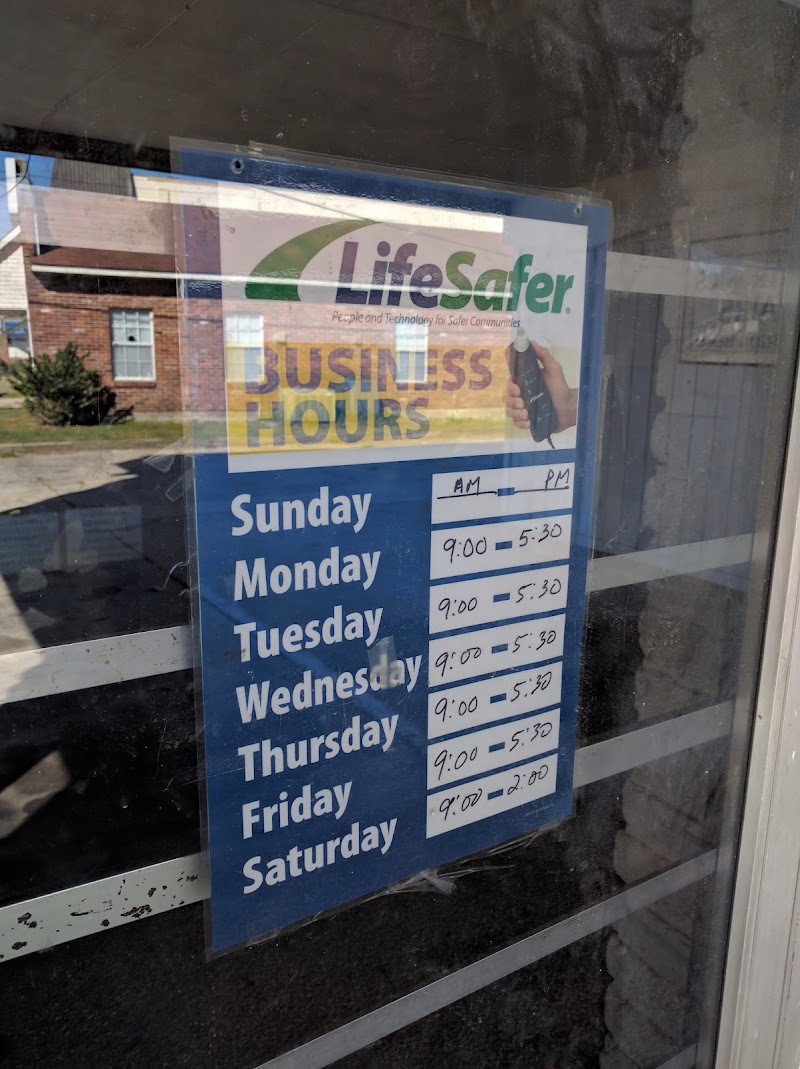 LifeSafer®
People and Technology for Safer Communities
BUSINESS
HOURS
Sunday AM - PM
Monday 9:00 - 5:30
Tuesday 9:00 - 5:30
Wednesday 9:00 - 5:30
Thursday 9:00 - 5:30
Friday 9:00 - 5:30
Saturday 9:00 - 2:00